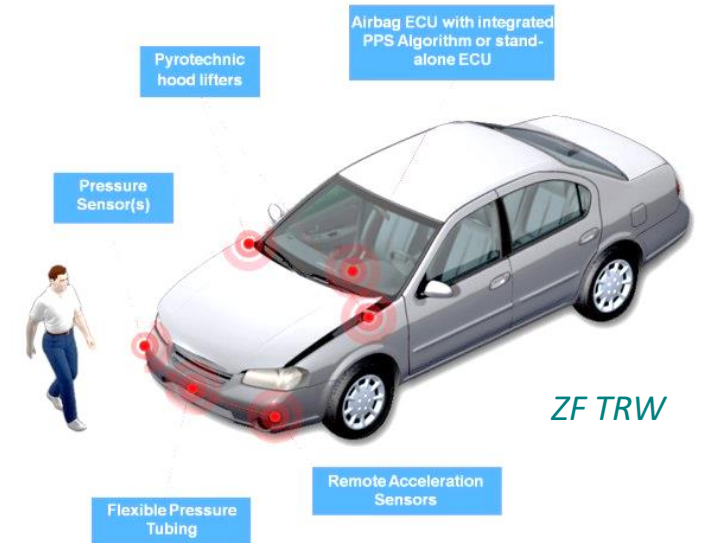 Airbag ECU with integrated
PPS Algorithm or stand-
alone ECU
Pyrotechnic
hood lifters
Pressure
Sensor(s)
ZF TRW
Remote Acceleration
Sensors
Flexible Pressure
Tubing